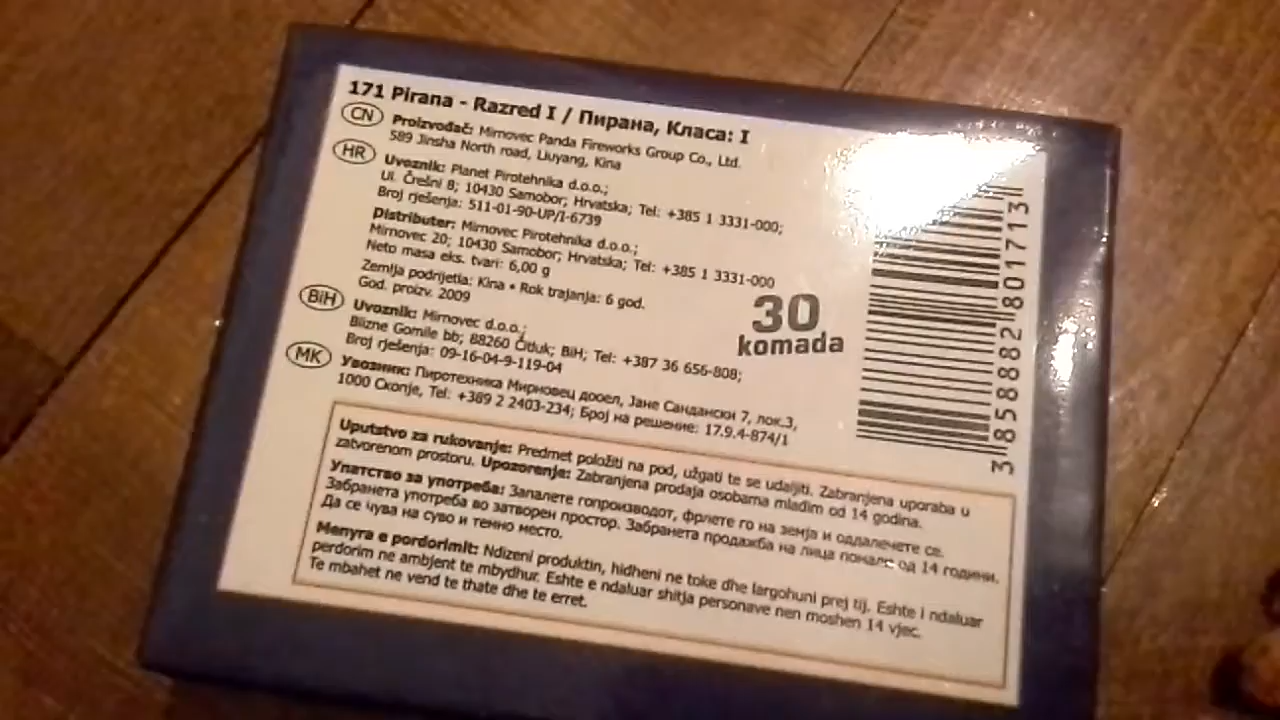 171 Pirana - Razred I / Пирана, Класа: I
CN
Proizvođač: Mirnovec Panda Fireworks Group Co., Ltd.
589 Jinsha North road, Liuyang, Kina
HR
Uvoznik: Planet Pirotehnika d.o.o.;
Ul. Črešni 8; 10430 Samobor; Hrvatska; Tel: +385 1 3331-000;
Broj rješenja: 511-01-90-UP/I-6739
Distributer: Mirnovec Pirotehnika d.o.o.;
Mirnovec 20; 10430 Samobor; Hrvatska; Tel: +385 1 3331-000
Neto masa eks. tvari: 6,00 g
Zemlja podrijetla: Kina • Rok trajanja: 6 god.
God. proizv. 2009
30
komada
BiH
Uvoznik: Mirnovec d.o.o.;
Blizne Gomile bb; 88260 Čitluk; BiH; Tel: +387 36 656-808;
Broj rješenja: 09-16-04-9-119-04
MK
Увозник: Пиротехника Мирновец дооел, Јане Сандански 7, лок.3,
1000 Скопје, Tel: +389 2 2403-234; Број на решение: 17.9.4-874/1
Uputstvo za rukovanje: Predmet položiti na pod, užgati te se udaljiti. Zabranjena uporaba u
zatvorenom prostoru. Upozorenje: Zabranjena prodaja osobama mlađim od 14 godina.
Упатство за употреба: Запалете гопроизводот, фрлете го на земја и оддалечете се.
Забранета употреба во затворен простор. Забранета продажба на лица понали од 14 години.
Да се чува на суво и темно место.
Menyra e pordorimit: Ndizeni produktin, hidheni ne toke dhe largohuni prej tij. Eshte i ndaluar
perdorim ne ambjent te mbydhur. Eshte e ndaluar shitja personave nen moshen 14 vjec.
Te mbahet ne vend te thate dhe te erret.
3858882801713